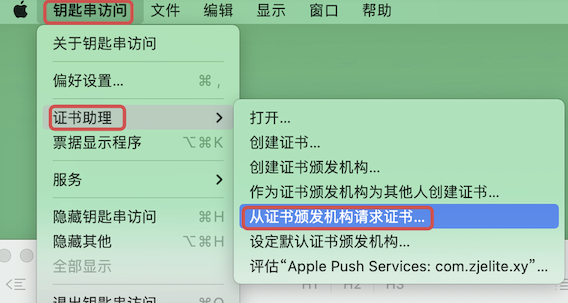 钥匙串访问 文件 编辑 显示 窗口 帮助
关于钥匙串访问
偏好设置... ⌘ ,
证书助理 >
票据显示程序 ⌥⌘K
服务 >
隐藏钥匙串访问 ⌘H
隐藏其他 ⌥⌘H
全部显示
退出钥匙串访问 ⌘Q
打开...
创建证书...
创建证书颁发机构...
作为证书颁发机构为其他人创建证书...
从证书颁发机构请求证书...
设定默认证书颁发机构...
评估“Apple Push Services: com.zjelite.xy”...
H1 H2 H3